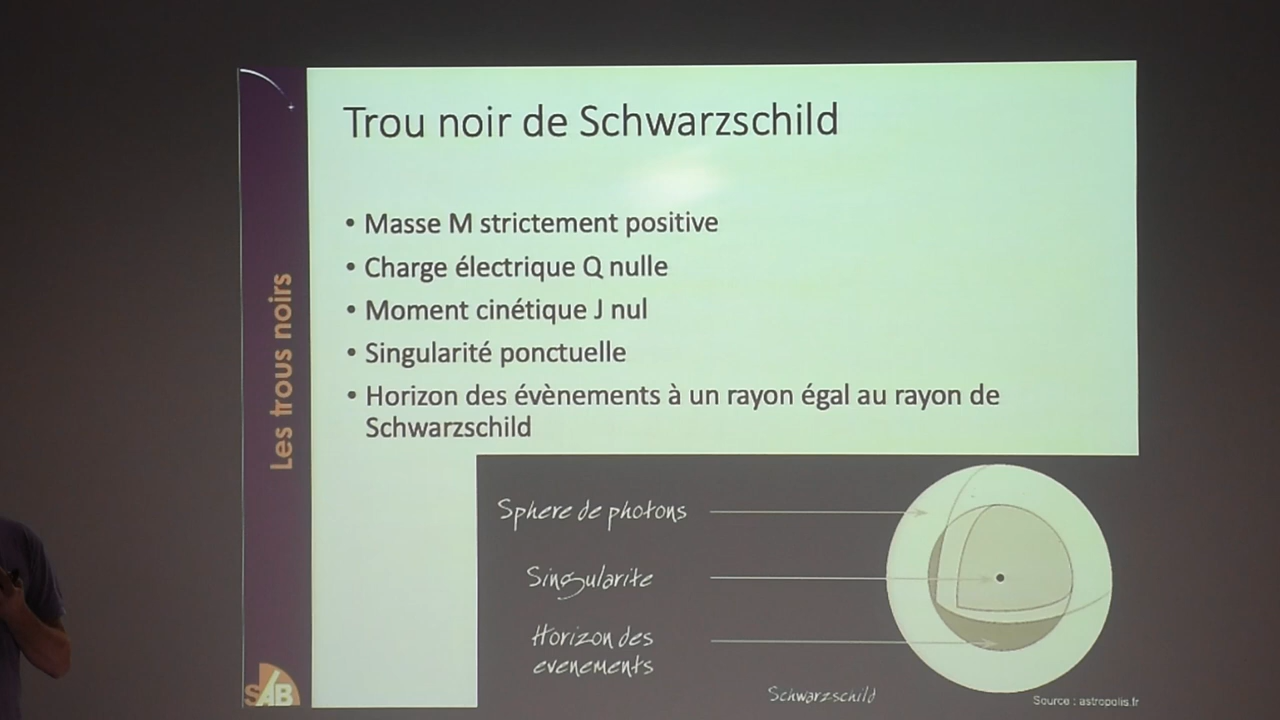 Trou noir de Schwarzschild
• Masse M strictement positive
• Charge électrique Q nulle
• Moment cinétique J nul
• Singularité ponctuelle
• Horizon des évènements à un rayon égal au rayon de
Schwarzschild
Les trous noirs
Sphere de photons
Singularite
Horizon des
evenements
Schwarzschild
Source : astropolis.fr
SAB